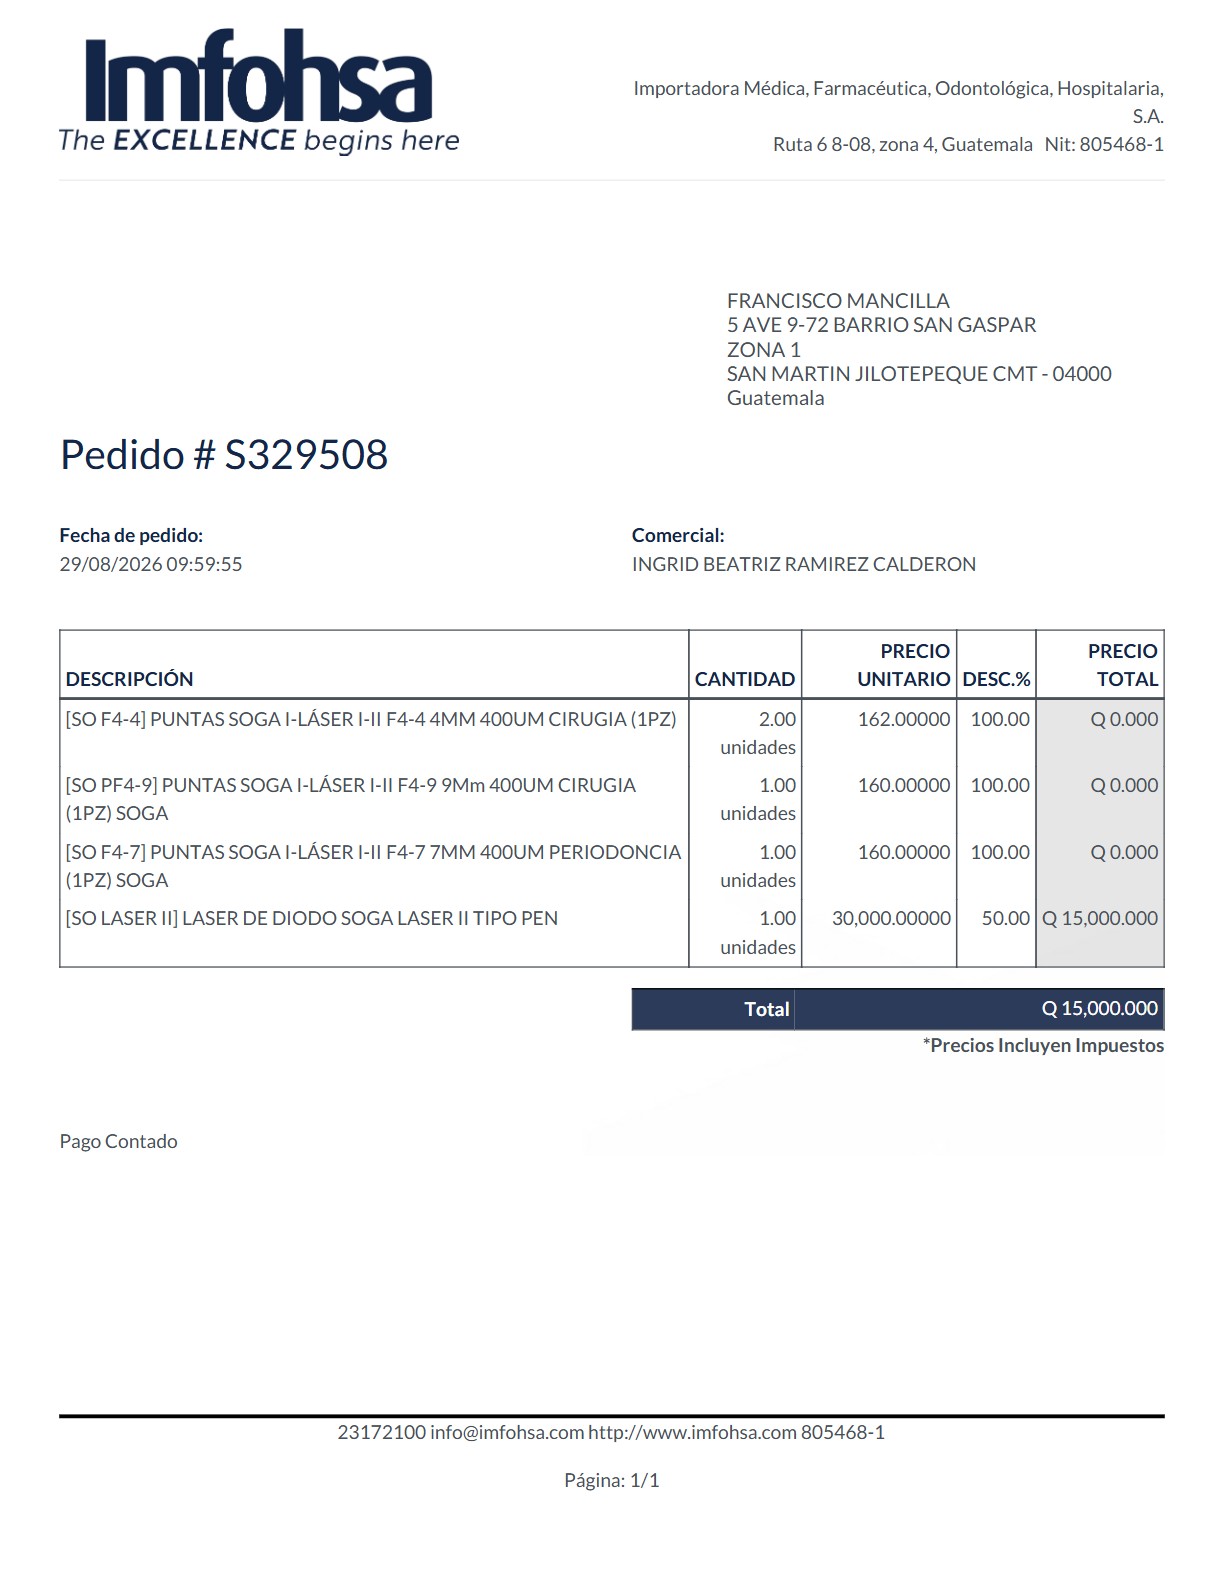 Imfohsa
The EXCELLENCE begins here
Importadora Médica, Farmacéutica, Odontológica, Hospitalaria,
S.A.
Ruta 6 8-08, zona 4, Guatemala Nit: 805468-1
FRANCISCO MANCILLA
5 AVE 9-72 BARRIO SAN GASPAR
ZONA 1
SAN MARTIN JILOTEPEQUE CMT - 04000
Guatemala
Pedido # S329508
Fecha de pedido: Comercial:
29/08/2026 09:59:55 INGRID BEATRIZ RAMIREZ CALDERON
PRECIO PRECIO
DESCRIPCIÓN CANTIDAD UNITARIO DESC.% TOTAL
[SO F4-4] PUNTAS SOGA I-LÁSER I-II F4-4 4MM 400UM CIRUGIA (1PZ) 2.00 162.00000 100.00 Q 0.000
unidades
[SO PF4-9] PUNTAS SOGA I-LÁSER I-II F4-9 9Mm 400UM CIRUGIA 1.00 160.00000 100.00 Q 0.000
(1PZ) SOGA unidades
[SO F4-7] PUNTAS SOGA I-LÁSER I-II F4-7 7MM 400UM PERIODONCIA 1.00 160.00000 100.00 Q 0.000
(1PZ) SOGA unidades
[SO LASER II] LASER DE DIODO SOGA LASER II TIPO PEN 1.00 30,000.00000 50.00 Q 15,000.000
unidades
Total Q 15,000.000
*Precios Incluyen Impuestos
Pago Contado
23172100 info@imfohsa.com http://www.imfohsa.com 805468-1
Página: 1/1